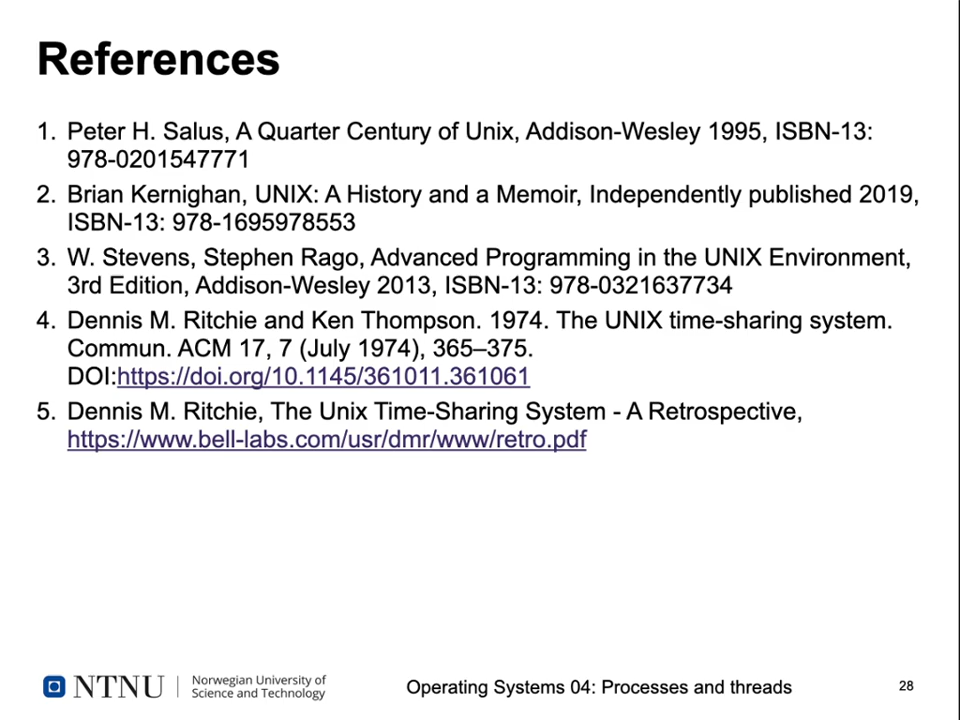 References
1. Peter H. Salus, A Quarter Century of Unix, Addison-Wesley 1995, ISBN-13:
978-0201547771
2. Brian Kernighan, UNIX: A History and a Memoir, Independently published 2019,
ISBN-13: 978-1695978553
3. W. Stevens, Stephen Rago, Advanced Programming in the UNIX Environment,
3rd Edition, Addison-Wesley 2013, ISBN-13: 978-0321637734
4. Dennis M. Ritchie and Ken Thompson. 1974. The UNIX time-sharing system.
Commun. ACM 17, 7 (July 1974), 365–375.
DOI:https://doi.org/10.1145/361011.361061
5. Dennis M. Ritchie, The Unix Time-Sharing System - A Retrospective,
https://www.bell-labs.com/usr/dmr/www/retro.pdf
NTNU
Norwegian University of
Science and Technology
Operating Systems 04: Processes and threads
28